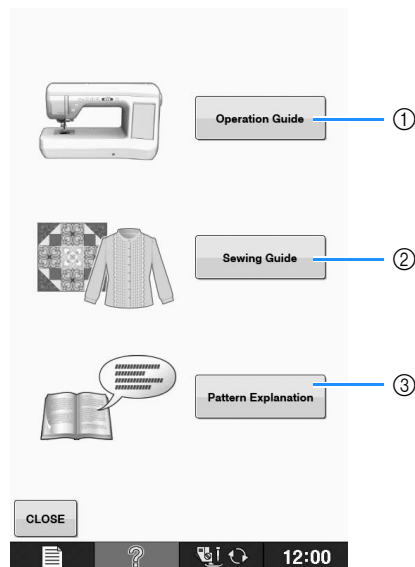 Operation Guide
①
Sewing Guide
②
Pattern Explanation
③
CLOSE
12:00